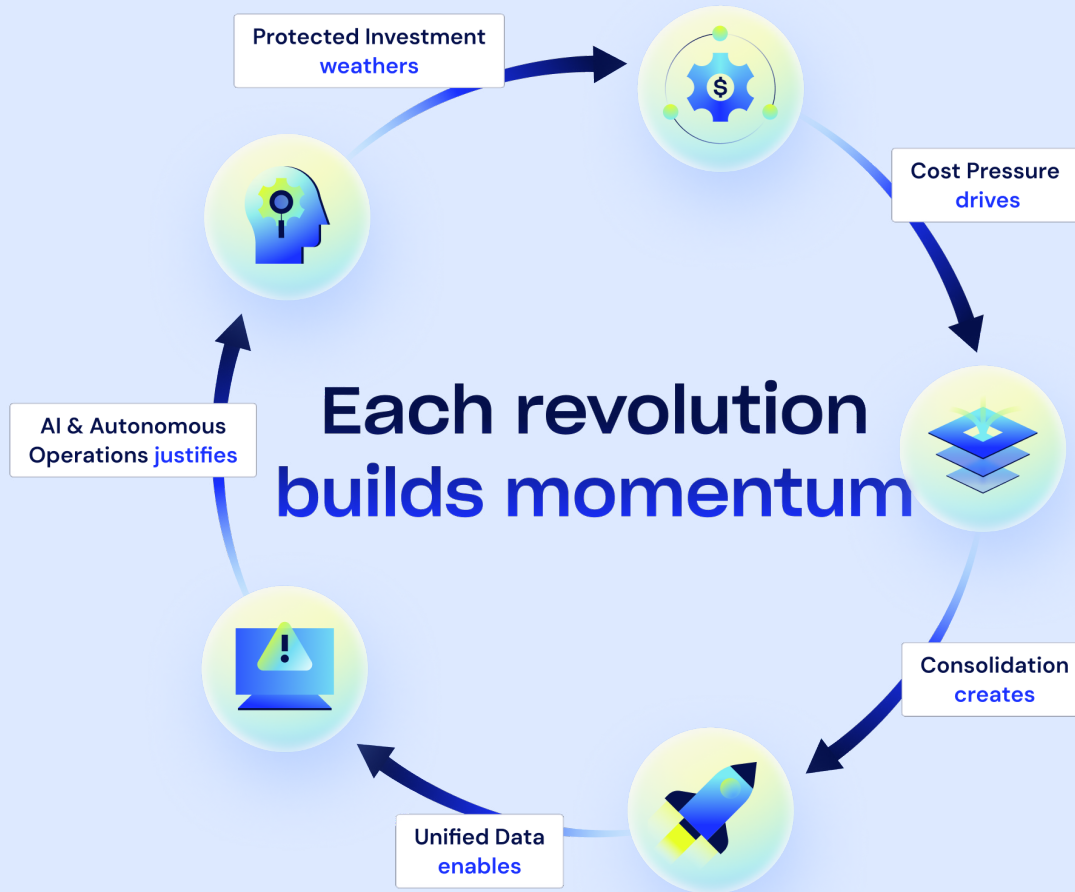 Protected Investment
weathers
$
Cost Pressure
drives
AI & Autonomous
Operations justifies
Each revolution
builds momentum
!
Consolidation
creates
Unified Data
enables